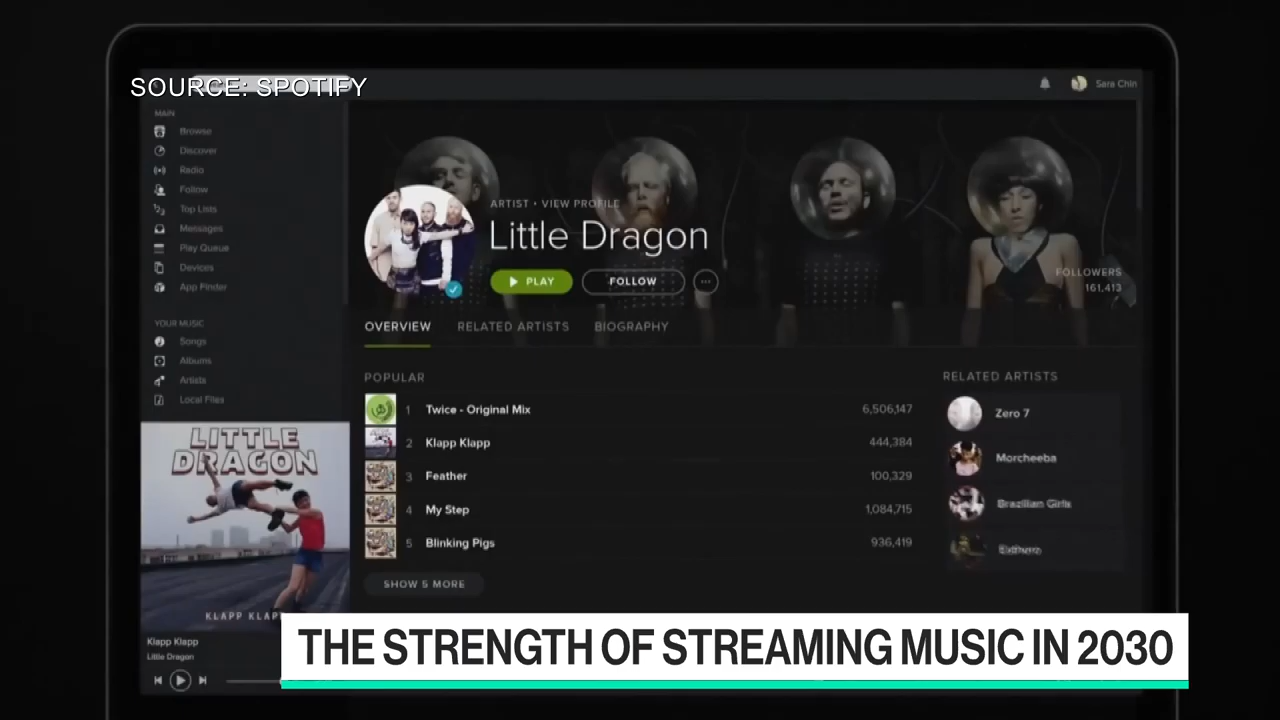 SOURCE: SPOTIFY
Sara Chin
MAIN
Browse
Discover
Radio
Follow
Top Lists
Messages
Play Queue
Devices
App Finder
YOUR MUSIC
Songs
Albums
Artists
Local Files
LITTLE
DRAGON
KLAPP KLAPP
Klapp Klapp
Little Dragon
ARTIST • VIEW PROFILE
Little Dragon
PLAY
FOLLOW
FOLLOWERS
161,413
OVERVIEW
RELATED ARTISTS
BIOGRAPHY
POPULAR
1 Twice - Original Mix 6,506,147
2 Klapp Klapp 444,384
3 Feather 100,329
4 My Step 1,084,715
5 Blinking Pigs 936,419
SHOW 5 MORE
RELATED ARTISTS
Zero 7
Morcheeba
Brazilian Girls
THE STRENGTH OF STREAMING MUSIC IN 2030